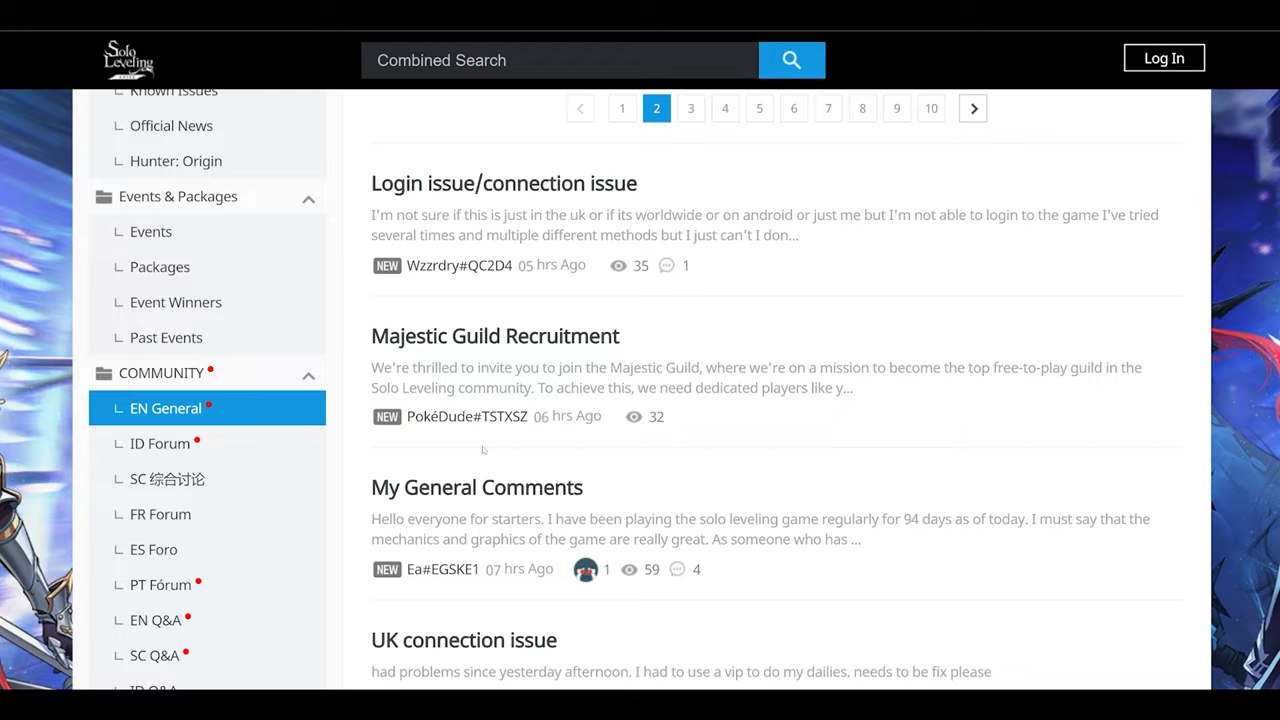 Solo
Leveling
Combined Search
Log In
Known Issues
Official News
Hunter: Origin
Events & Packages
Events
Packages
Event Winners
Past Events
COMMUNITY
EN General
ID Forum
SC 综合讨论
FR Forum
ES Foro
PT Fórum
EN Q&A
SC Q&A
ID Q&A
1 2 3 4 5 6 7 8 9 10
Login issue/connection issue
I'm not sure if this is just in the uk or if its worldwide or on android or just me but I'm not able to login to the game I've tried
several times and multiple different methods but I just can't I don...
NEW Wzzrdry#QC2D4 05 hrs Ago 35 1
Majestic Guild Recruitment
We're thrilled to invite you to join the Majestic Guild, where we're on a mission to become the top free-to-play guild in the
Solo Leveling community. To achieve this, we need dedicated players like y...
NEW PokéDude#TSTXSZ 06 hrs Ago 32
My General Comments
Hello everyone for starters. I have been playing the solo leveling game regularly for 94 days as of today. I must say that the
mechanics and graphics of the game are really great. As someone who has ...
NEW Ea#EGSKE1 07 hrs Ago 1 59 4
UK connection issue
had problems since yesterday afternoon. I had to use a vip to do my dailies. needs to be fix please